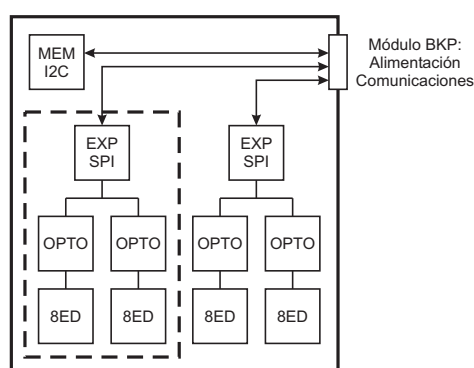 MEM
I2C
Módulo BKP:
Alimentación
Comunicaciones
EXP
SPI
EXP
SPI
OPTO
OPTO
OPTO
OPTO
8ED
8ED
8ED
8ED